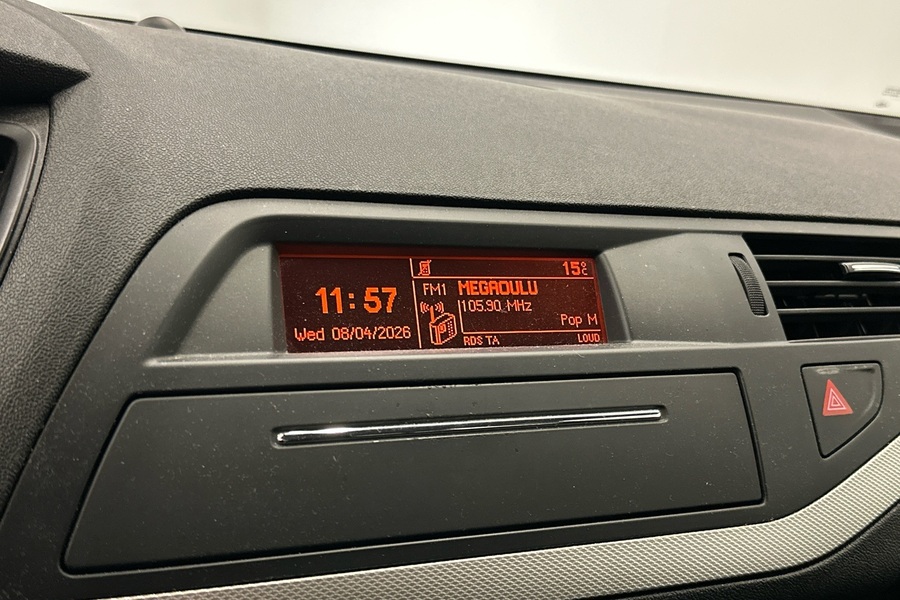 15°C
11:57
Wed 08/04/2026
FM1 MEGAOULU
105.90 MHz
Pop M
RDS TA LOUD